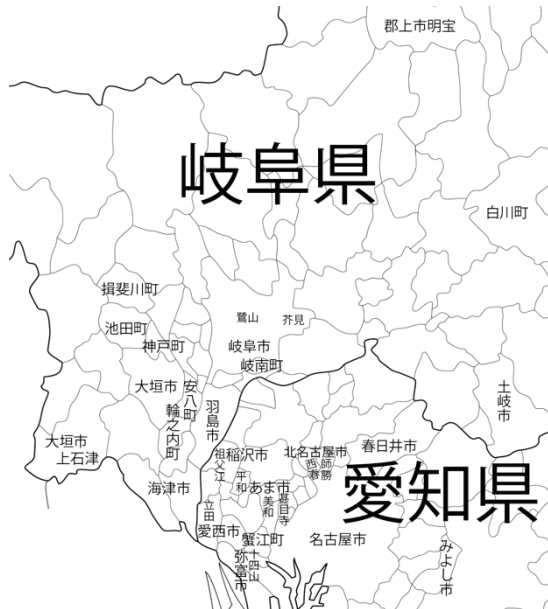 郡上市明宝
岐阜県
白川町
揖斐川町
鷺山
芥見
池田町
神戸町
岐阜市
岐南町
大垣市
安八町
羽島市
土岐市
輪之内町
大垣市
上石津
祖父江
稲沢市
北名古屋市
春日井市
西春
師勝
海津市
平和
あま市
美和
甚目寺
愛知県
立田
愛西市
蟹江町
名古屋市
みよし市
弥富市
十四山